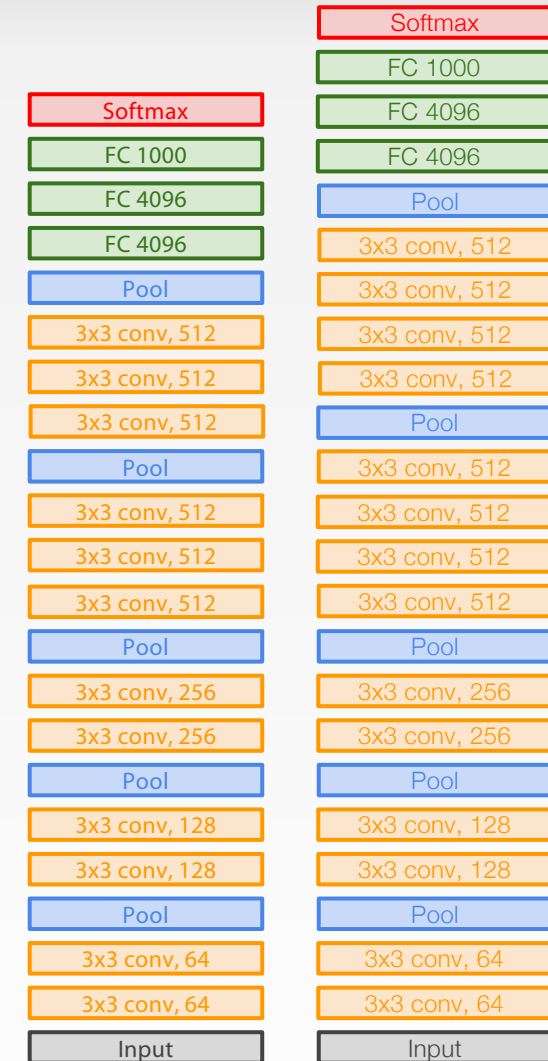 Softmax
FC 1000
FC 4096
FC 4096
Pool
3x3 conv, 512
3x3 conv, 512
3x3 conv, 512
Pool
3x3 conv, 512
3x3 conv, 512
3x3 conv, 512
Pool
3x3 conv, 256
3x3 conv, 256
Pool
3x3 conv, 128
3x3 conv, 128
Pool
3x3 conv, 64
3x3 conv, 64
Input
Softmax
FC 1000
FC 4096
FC 4096
Pool
3x3 conv, 512
3x3 conv, 512
3x3 conv, 512
3x3 conv, 512
Pool
3x3 conv, 512
3x3 conv, 512
3x3 conv, 512
3x3 conv, 512
Pool
3x3 conv, 256
3x3 conv, 256
Pool
3x3 conv, 128
3x3 conv, 128
Pool
3x3 conv, 64
3x3 conv, 64
Input